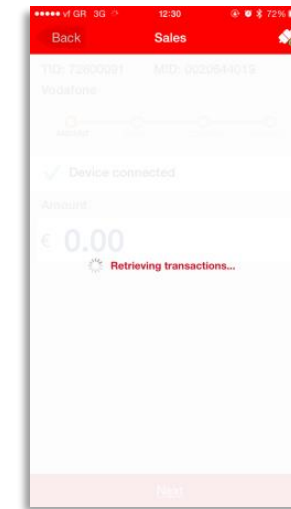 vf GR 3G 12:30 72%
Back Sales
TID: 72600091 MID: 0020844019
Vodafone
Device connected
Amount
€ 0.00
Retrieving transactions...
Next